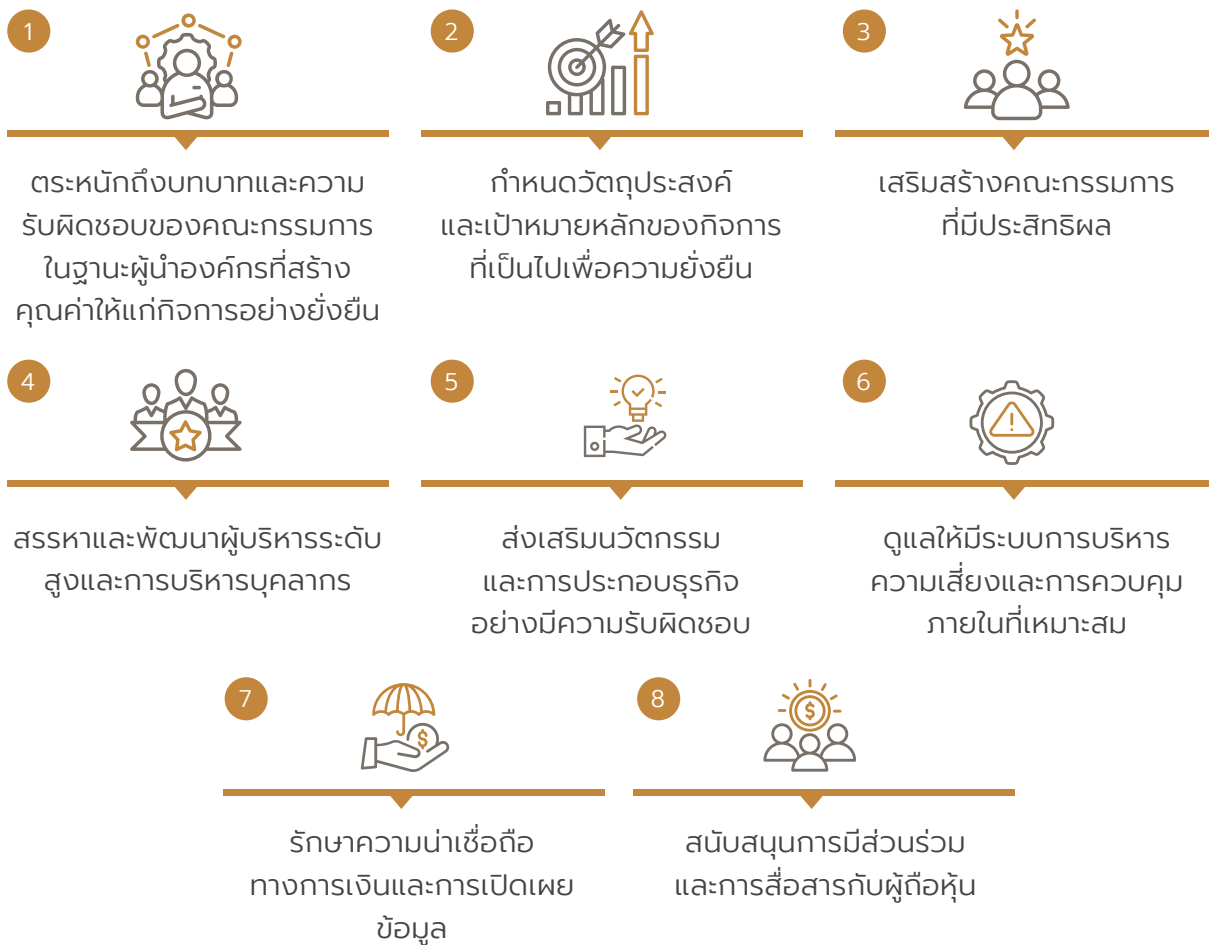 1
ตระหนักถึงบทบาทและความ
รับผิดชอบของคณะกรรมการ
ในฐานะผู้นำองค์กรที่สร้าง
คุณค่าให้แก่กิจการอย่างยั่งยืน
2
กำหนดวัตถุประสงค์
และเป้าหมายหลักของกิจการ
ที่เป็นไปเพื่อความยั่งยืน
3
เสริมสร้างคณะกรรมการ
ที่มีประสิทธิผล
4
สรรหาและพัฒนาผู้บริหารระดับ
สูงและการบริหารบุคลากร
5
ส่งเสริมนวัตกรรม
และการประกอบธุรกิจ
อย่างมีความรับผิดชอบ
6
ดูแลให้มีระบบการบริหาร
ความเสี่ยงและการควบคุม
ภายในที่เหมาะสม
7
$
รักษาความน่าเชื่อถือ
ทางการเงินและการเปิดเผย
ข้อมูล
8
$
สนับสนุนการมีส่วนร่วม
และการสื่อสารกับผู้ถือหุ้น